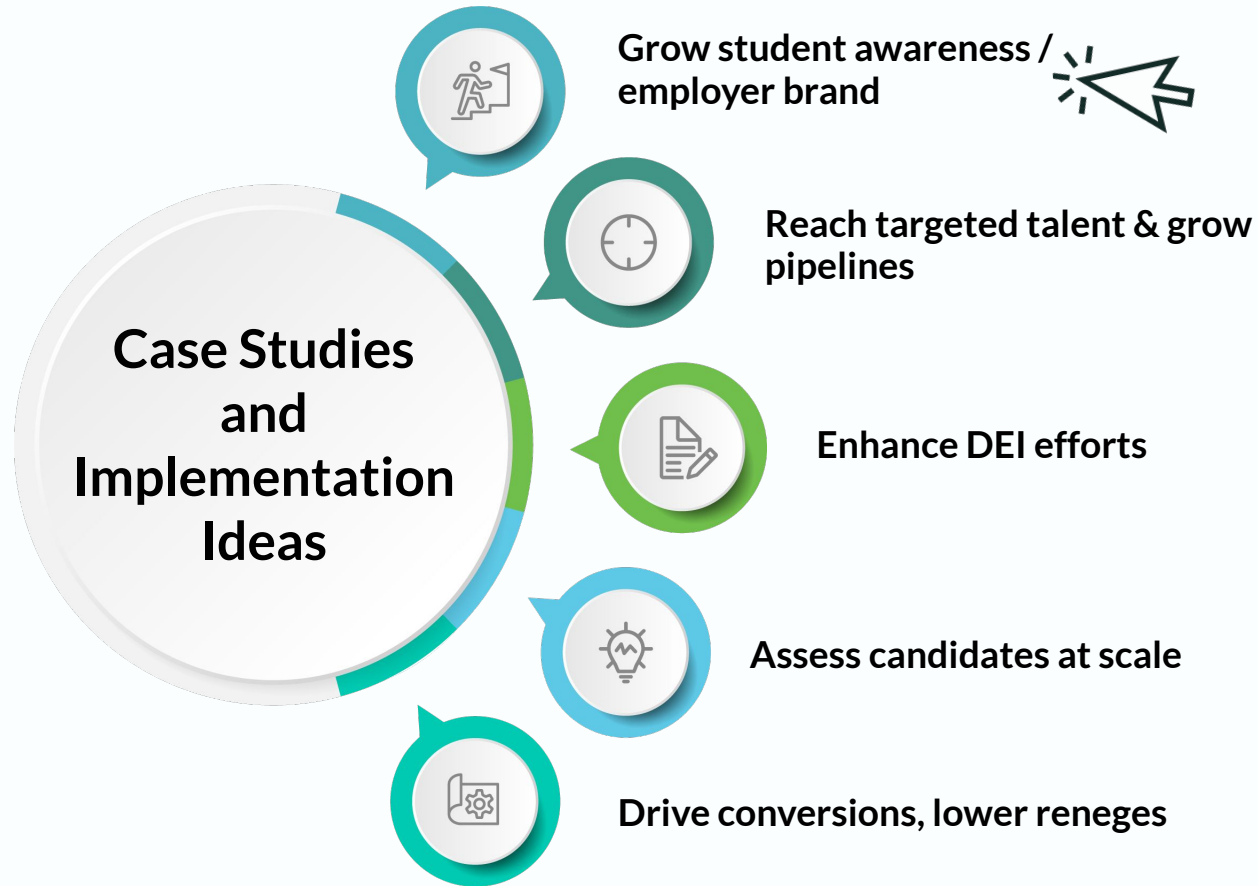 Case Studies
and
Implementation
Ideas
Grow student awareness /
employer brand
Reach targeted talent & grow
pipelines
Enhance DEI efforts
Assess candidates at scale
Drive conversions, lower reneges